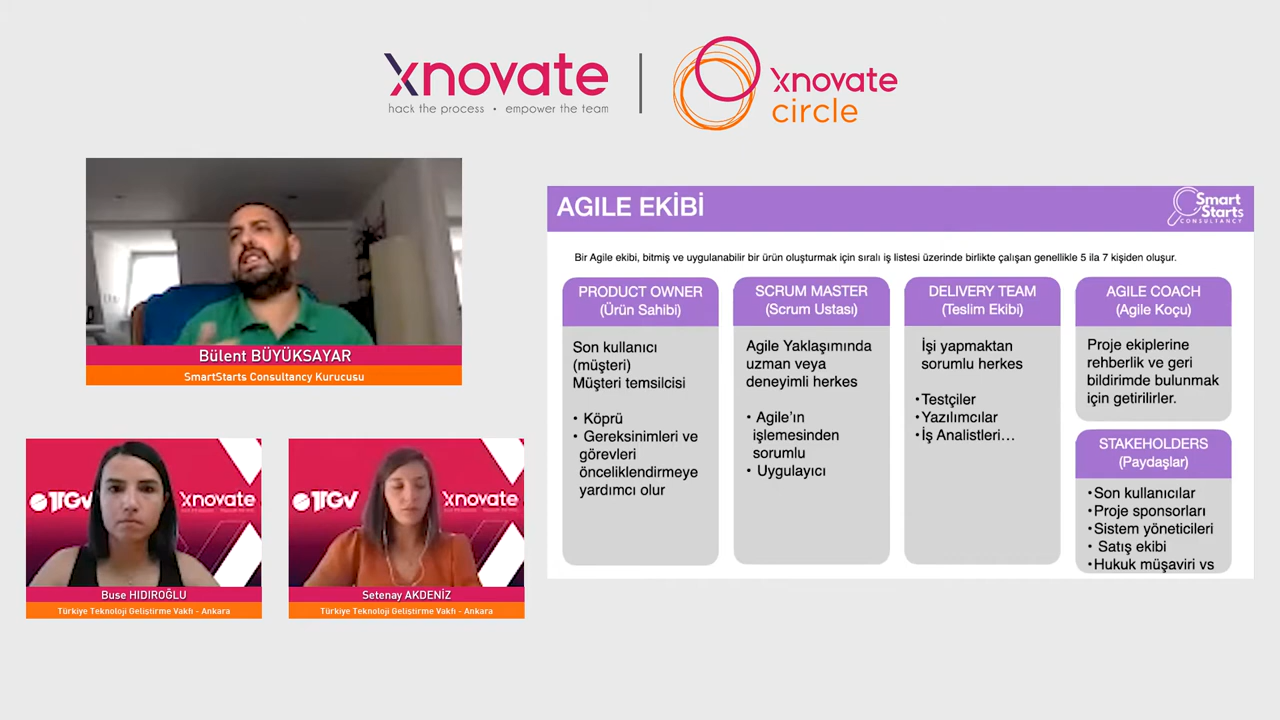 xnovate
hack the process • empower the team
xnovate
circle
Bülent BÜYÜKSAYAR
SmartStarts Consultancy Kurucusu
TTGV
xnovate
Buse HIDIROĞLU
Türkiye Teknoloji Geliştirme Vakfı - Ankara
TTGV
xnovate
Setenay AKDENİZ
Türkiye Teknoloji Geliştirme Vakfı - Ankara
AGILE EKİBİ
Smart
Starts
CONSULTANCY
Bir Agile ekibi, bitmiş ve uygulanabilir bir ürün oluşturmak için sıralı iş listesi üzerinde birlikte çalışan genellikle 5 ila 7 kişiden oluşur.
PRODUCT OWNER
(Ürün Sahibi)
Son kullanıcı
(müşteri)
Müşteri temsilcisi
• Köprü
• Gereksinimleri ve
görevleri
önceliklendirmeye
yardımcı olur
SCRUM MASTER
(Scrum Ustası)
Agile Yaklaşımında
uzman veya
deneyimli herkes
• Agile'ın
işlemesinden
sorumlu
• Uygulayıcı
DELIVERY TEAM
(Teslim Ekibi)
İşi yapmaktan
sorumlu herkes
• Testçiler
• Yazılımcılar
• İş Analistleri…
AGILE COACH
(Agile Koçu)
Proje ekiplerine
rehberlik ve geri
bildirimde bulunmak
için getirilirler.
STAKEHOLDERS
(Paydaşlar)
• Son kullanıcılar
• Proje sponsorları
• Sistem yöneticileri
• Satış ekibi
• Hukuk müşaviri vs